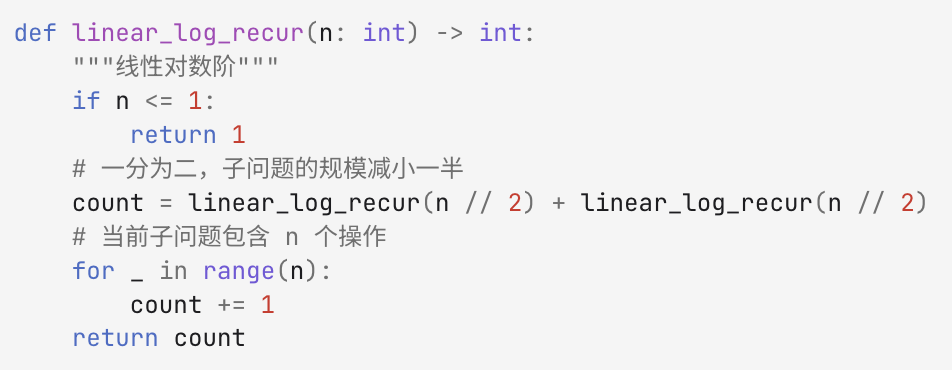 def linear_log_recur(n: int) -> int:
    """线性对数阶"""
    if n <= 1:
        return 1
    # 一分为二，子问题的规模减小一半
    count = linear_log_recur(n // 2) + linear_log_recur(n // 2)
    # 当前子问题包含 n 个操作
    for _ in range(n):
        count += 1
    return count